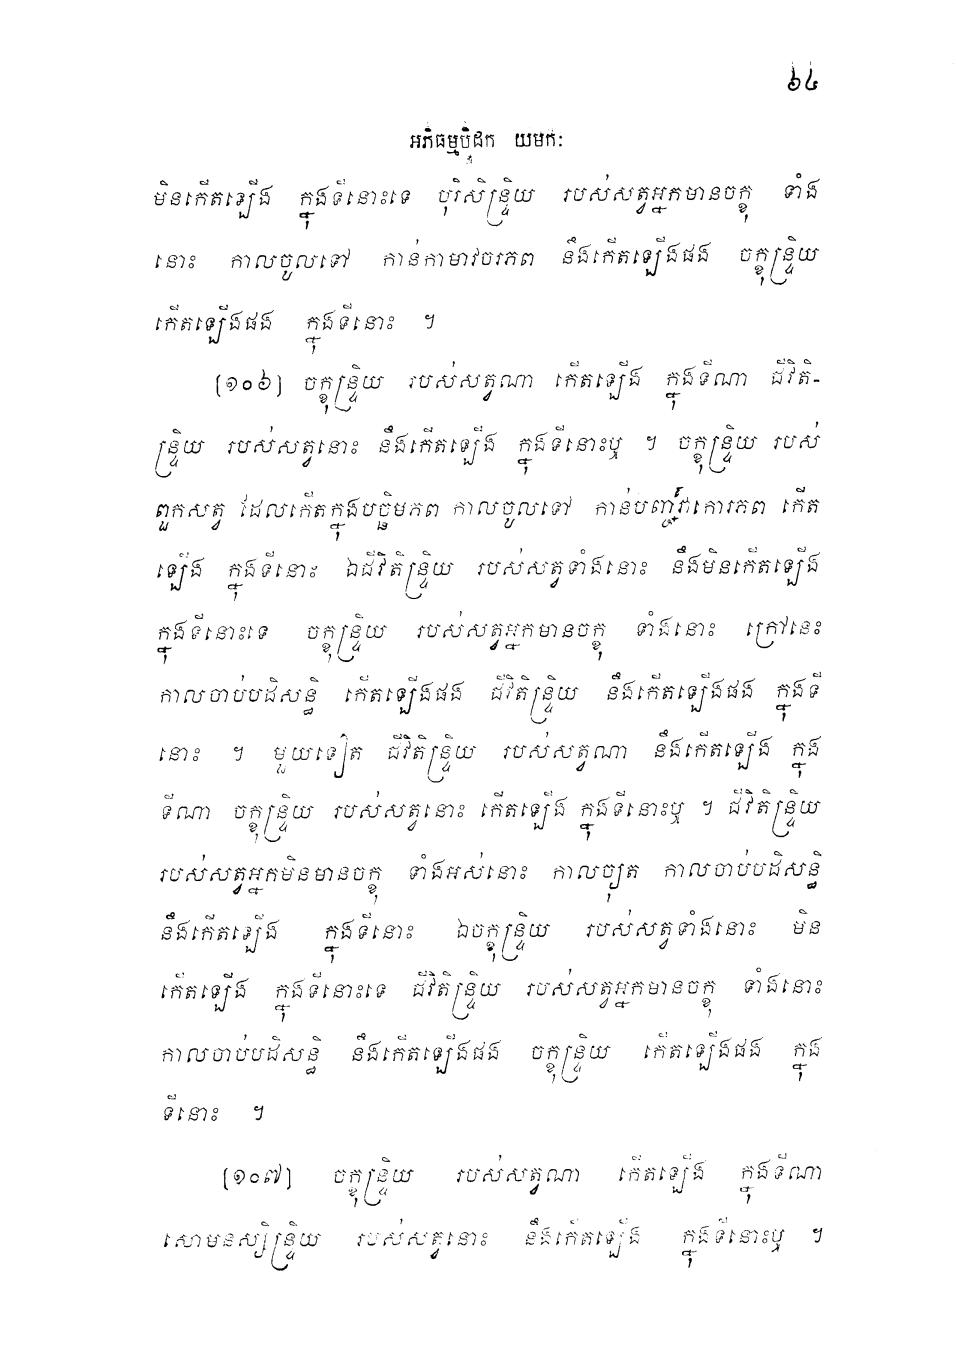 ៦៤
អភិធម្មបិដក យមកៈ
មិនកើតឡើង ក្នុងទីនោះទេ បុរិសិន្ទ្រិយ របស់សត្វអ្នកមានចក្ខុ ទាំង
នោះ កាលចូលទៅ កាន់កាមាវចរភព នឹងកើតឡើងផង ចក្ខុន្ទ្រិយ
កើតឡើងផង ក្នុងទីនោះ ។
[១០៦] ចក្ខុន្ទ្រិយ របស់សត្វណា កើតឡើង ក្នុងទីណា ជីវិតិ-
ន្ទ្រិយ របស់សត្វនោះ នឹងកើតឡើង ក្នុងទីនោះឬ ។ ចក្ខុន្ទ្រិយ របស់
ពួកសត្វ ដែលកើតក្នុងបច្ឆិមភព កាលចូលទៅ កាន់បញ្ចវោការភព កើត
ឡើង ក្នុងទីនោះ ឯជីវិតិន្ទ្រិយ របស់សត្វទាំងនោះ នឹងមិនកើតឡើង
ក្នុងទីនោះទេ ចក្ខុន្ទ្រិយ របស់សត្វអ្នកមានចក្ខុ ទាំងនោះ ក្រៅនេះ
កាលចាប់បដិសន្ធិ កើតឡើងផង ជីវិតិន្ទ្រិយ នឹងកើតឡើងផង ក្នុងទី
នោះ ។ មួយទៀត ជីវិតិន្ទ្រិយ របស់សត្វណា នឹងកើតឡើង ក្នុង
ទីណា ចក្ខុន្ទ្រិយ របស់សត្វនោះ កើតឡើង ក្នុងទីនោះឬ ។ ជីវិតិន្ទ្រិយ
របស់សត្វអ្នកមិនមានចក្ខុ ទាំងអស់នោះ កាលច្យុត កាលចាប់បដិសន្ធិ
នឹងកើតឡើង ក្នុងទីនោះ ឯចក្ខុន្ទ្រិយ របស់សត្វទាំងនោះ មិន
កើតឡើង ក្នុងទីនោះទេ ជីវិតិន្ទ្រិយ របស់សត្វអ្នកមានចក្ខុ ទាំងនោះ
កាលចាប់បដិសន្ធិ នឹងកើតឡើងផង ចក្ខុន្ទ្រិយ កើតឡើងផង ក្នុង
ទីនោះ ។
[១០៧] ចក្ខុន្ទ្រិយ របស់សត្វណា កើតឡើង ក្នុងទីណា
សោមនស្សិន្ទ្រិយ របស់សត្វនោះ នឹងកើតឡើង ក្នុងទីនោះឬ ។